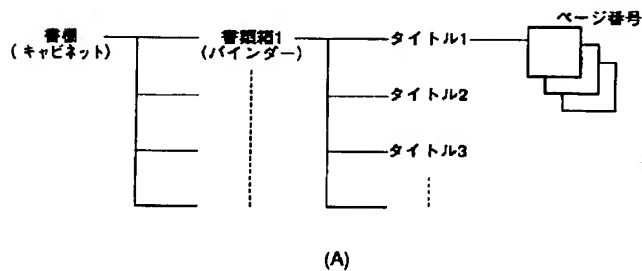 ページ番号
書棚
(キャビネット)
書類箱1
(バインダー)
タイトル1
タイトル2
タイトル3
(A)